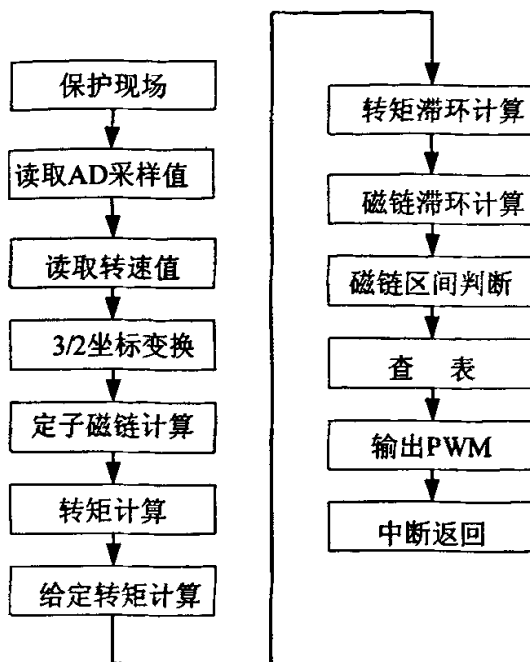 保护现场
读取AD采样值
读取转速值
3/2坐标变换
定子磁链计算
转矩计算
给定转矩计算
转矩滞环计算
磁链滞环计算
磁链区间判断
查 表
输出PWM
中断返回